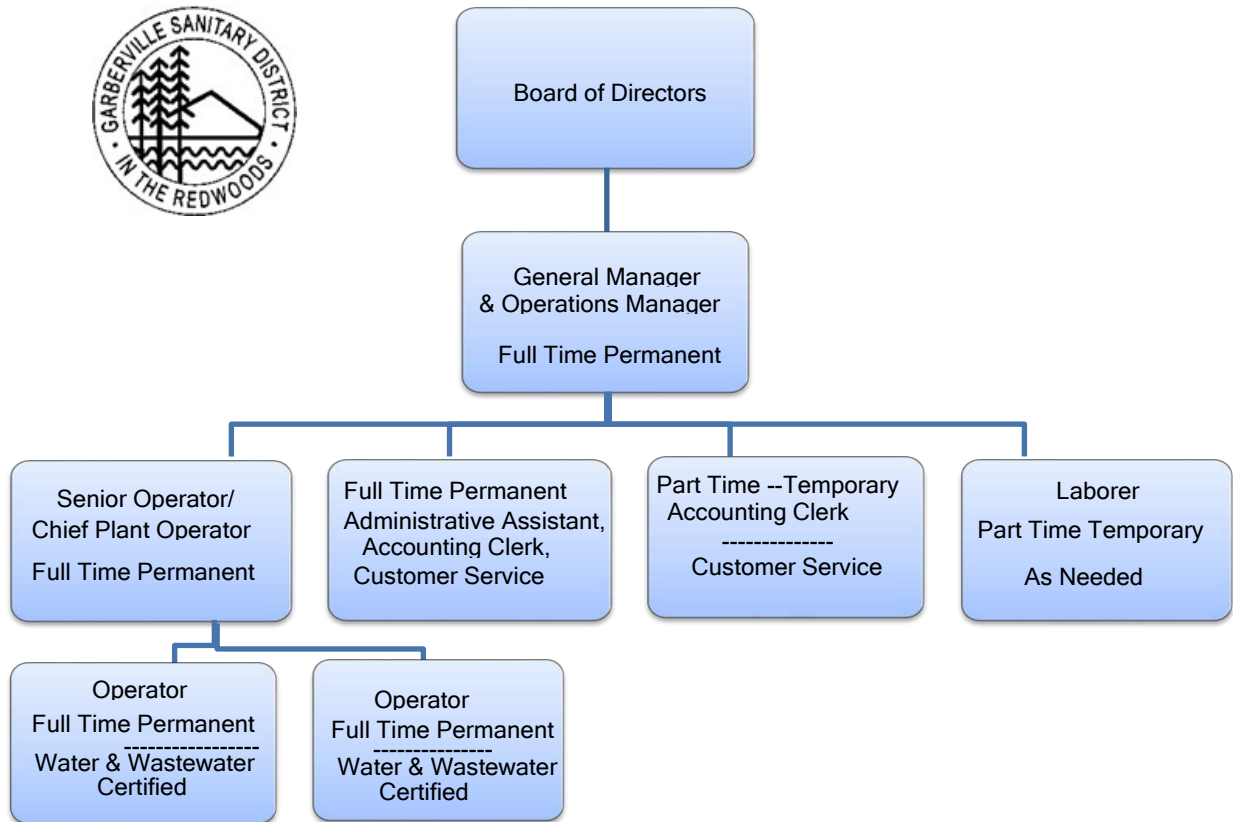 GARBERVILLE SANITARY DISTRICT
· IN THE REDWOODS ·
Board of Directors
General Manager
& Operations Manager
Full Time Permanent
Senior Operator/
Chief Plant Operator
Full Time Permanent
Full Time Permanent
Administrative Assistant,
Accounting Clerk,
Customer Service
Part Time --Temporary
Accounting Clerk
--------------
Customer Service
Laborer
Part Time Temporary
As Needed
Operator
Full Time Permanent
-----------------
Water & Wastewater
Certified
Operator
Full Time Permanent
---------------
Water & Wastewater
Certified